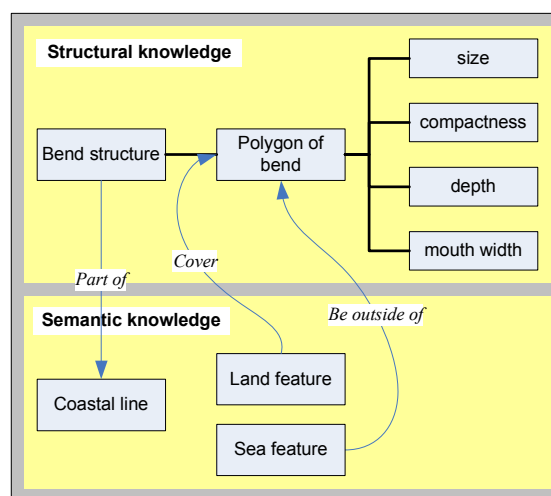 Structural knowledge
size
compactness
Bend structure
Polygon of
bend
depth
mouth width
Part of
Cover
Be outside of
Semantic knowledge
Land feature
Coastal line
Sea feature